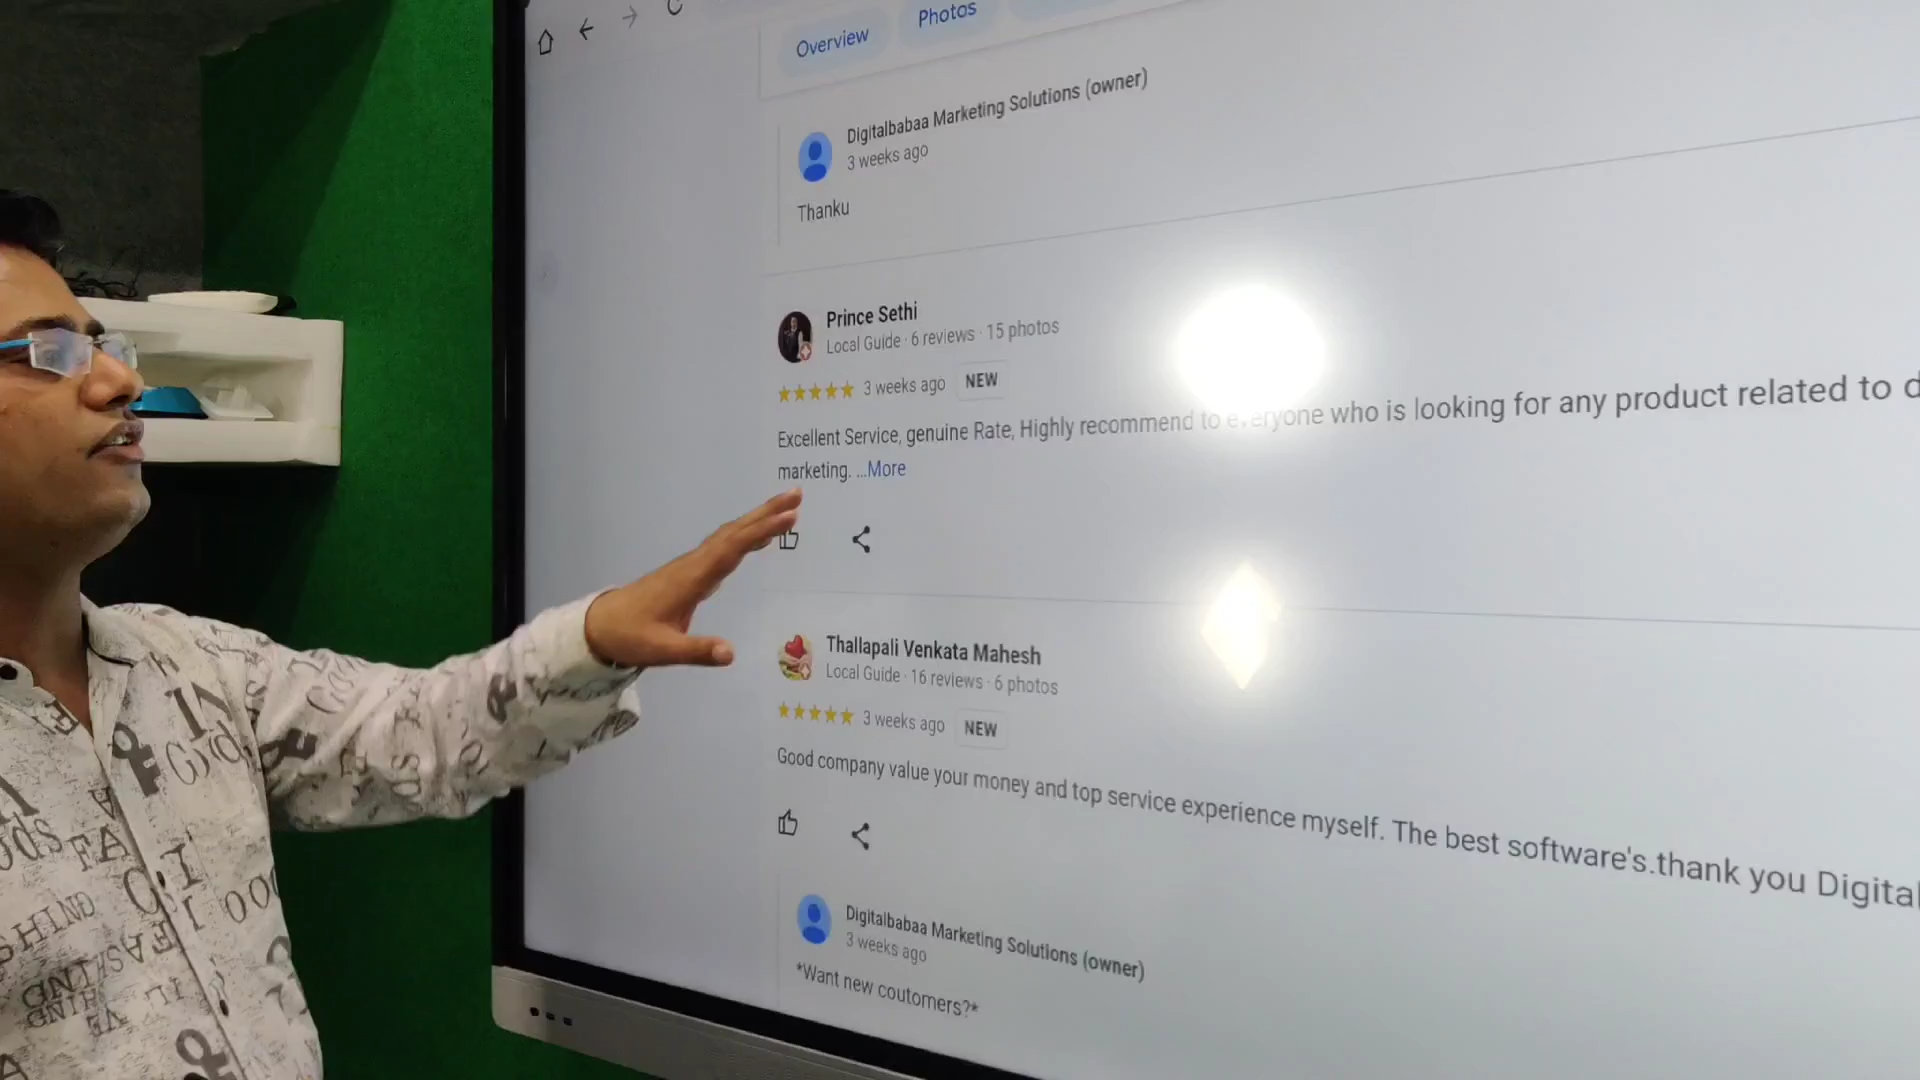 Overview
Photos
Digitalbabaa Marketing Solutions (owner)
3 weeks ago
Thanku
Prince Sethi
Local Guide · 6 reviews · 15 photos
3 weeks ago
NEW
Excellent Service, genuine Rate, Highly recommend to everyone who is looking for any product related to
marketing. ...More
Thallapali Venkata Mahesh
Local Guide · 16 reviews · 6 photos
3 weeks ago
NEW
Good company value your money and top service experience myself. The best software's.thank you Digital
Digitalbabaa Marketing Solutions (owner)
3 weeks ago
*Want new coutomers?*